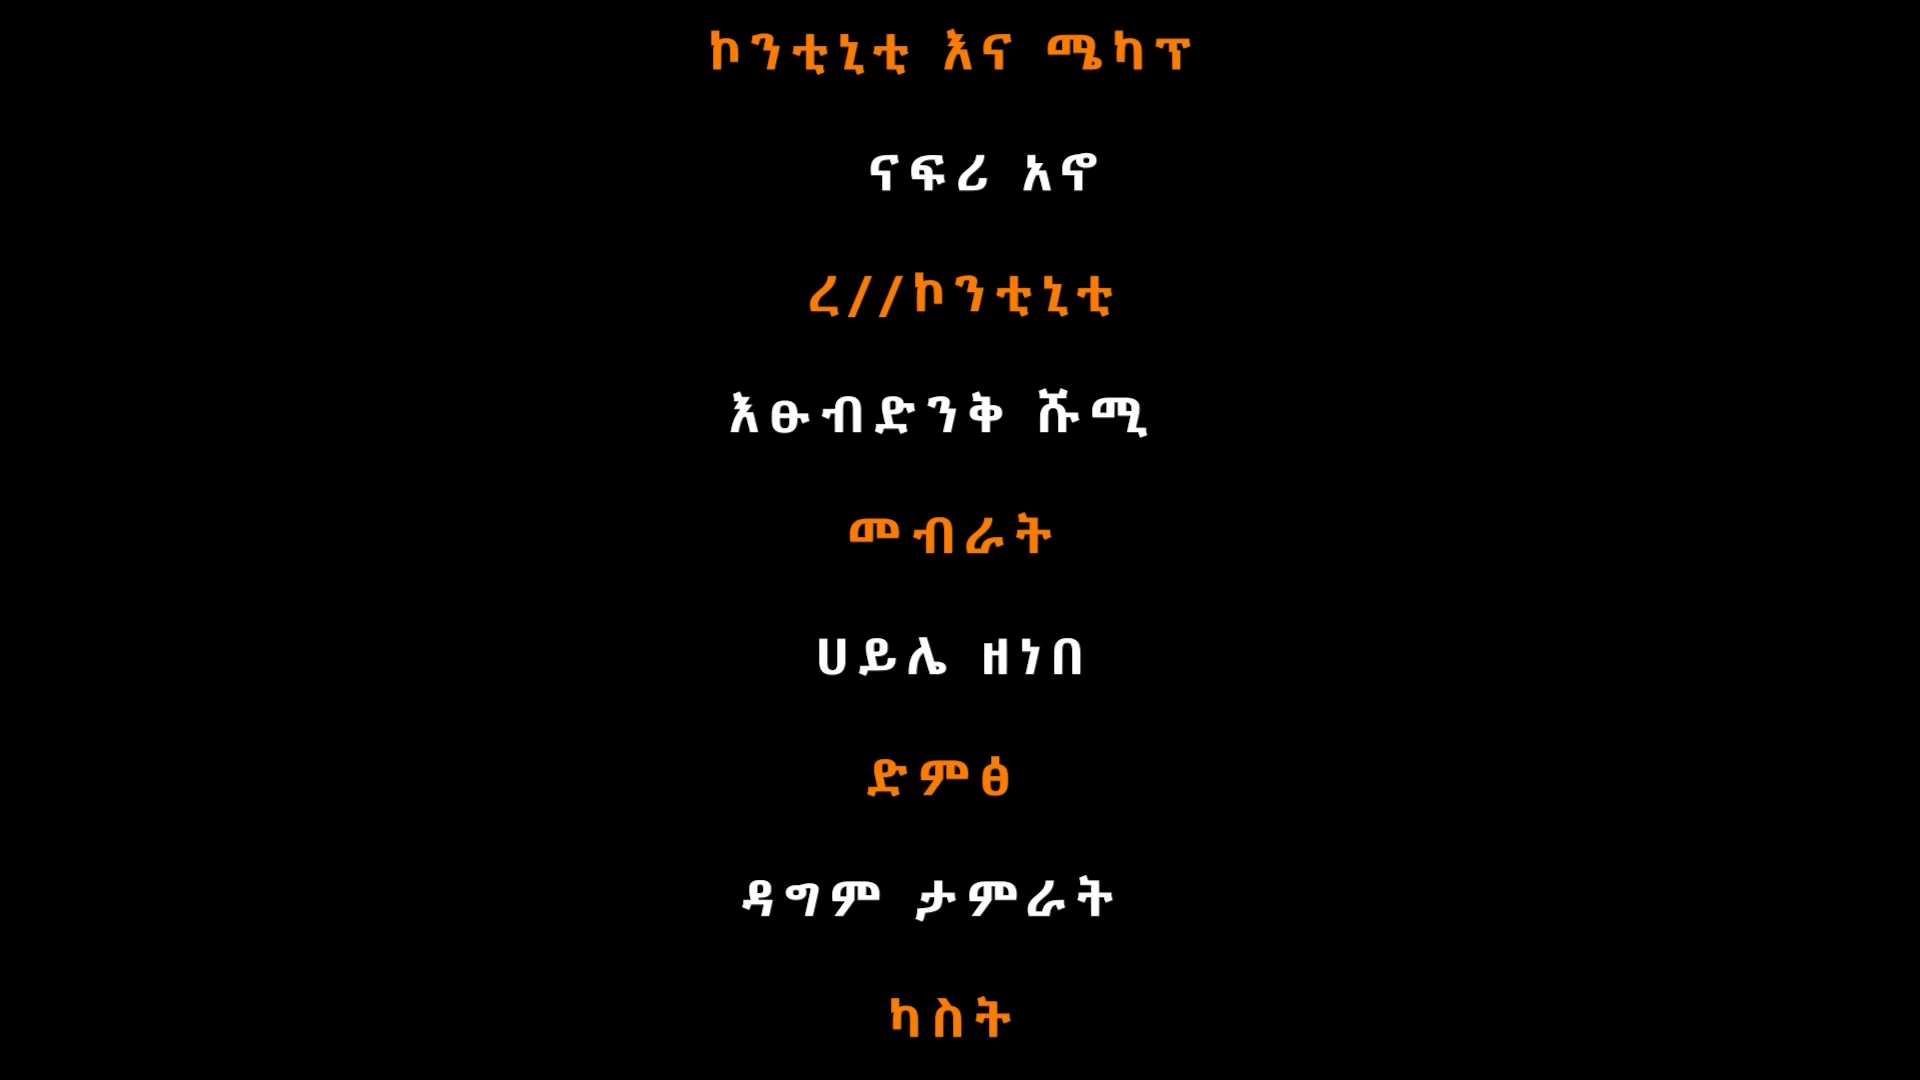 ኮንቲኒቲ እና ሜካፕ
ናፍሪ አኖ
ረ//ኮንቲኒቲ
እፁብድንቅ ሹሚ
መብራት
ሀይሌ ዘነበ
ድምፅ
ዳግም ታምራት
ካስት